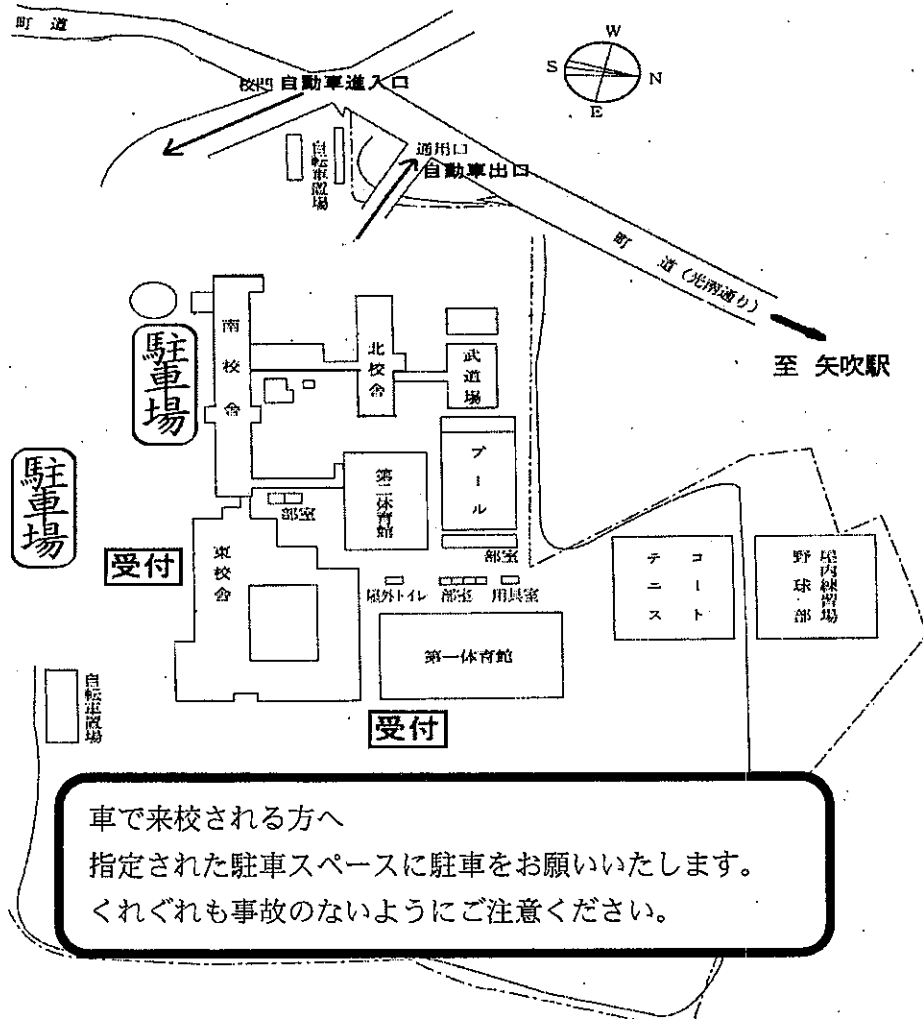 町道
W
S
N
E
校門 自動車進入口
通用口
自動車出口
自転車置場
町道(光南通り)
至 矢吹駅
南校舎
北校舎
武道場
駐車場
駐車場
プール
第二体育館
部室
部室
受付
東校舎
屋外トイレ
部室
用具室
テニス
コート
野球部
屋内練習場
第一体育館
自転車置場
受付
車で来校される方へ
指定された駐車スペースに駐車をお願いいたします。
くれぐれも事故のないようにご注意ください。